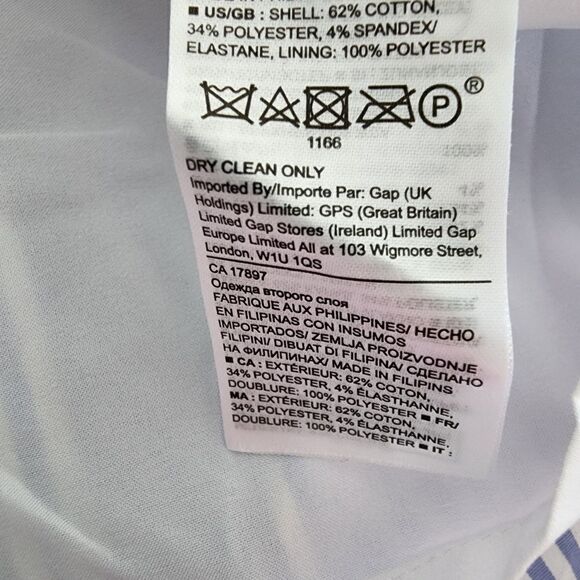 ■ US/GB : SHELL: 62% COTTON,
34% POLYESTER, 4% SPANDEX/
ELASTANE, LINING: 100% POLYESTER
P ®
1166
DRY CLEAN ONLY
Imported By/Importe Par: Gap (UK
Holdings) Limited: GPS (Great Britain)
Limited Gap Stores (Ireland) Limited Gap
Europe Limited All at 103 Wigmore Street,
London, W1U 1QS
CA 17897
Одежда второго слоя
FABRIQUE AUX PHILIPPINES/ HECHO
EN FILIPINAS CON INSUMOS
IMPORTADOS/ ZEMLJA PROIZVODNJE
FILIPINI/ DIBUAT DI FILIPINA/ СДЕЛАНО
НА ФИЛИПИНАХ/ MADE IN FILIPINS
■ CA : EXTÉRIEUR: 62% COTON,
34% POLYESTER, 4% ÉLASTHANNE,
DOUBLURE: 100% POLYESTER ■ FR/
MA : EXTÉRIEUR: 62% COTON,
34% POLYESTER, 4% ÉLASTHANNE,
DOUBLURE: 100% POLYESTER ■ IT :